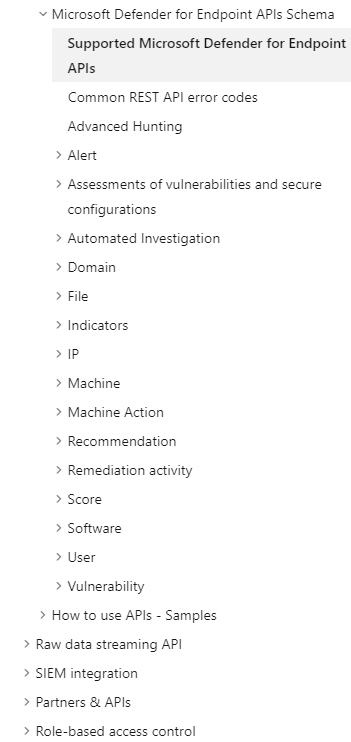 Microsoft Defender for Endpoint APIs Schema
Supported Microsoft Defender for Endpoint
APIs
Common REST API error codes
Advanced Hunting
Alert
Assessments of vulnerabilities and secure
configurations
Automated Investigation
Domain
File
Indicators
IP
Machine
Machine Action
Recommendation
Remediation activity
Score
Software
User
Vulnerability
How to use APIs - Samples
Raw data streaming API
SIEM integration
Partners & APIs
Role-based access control